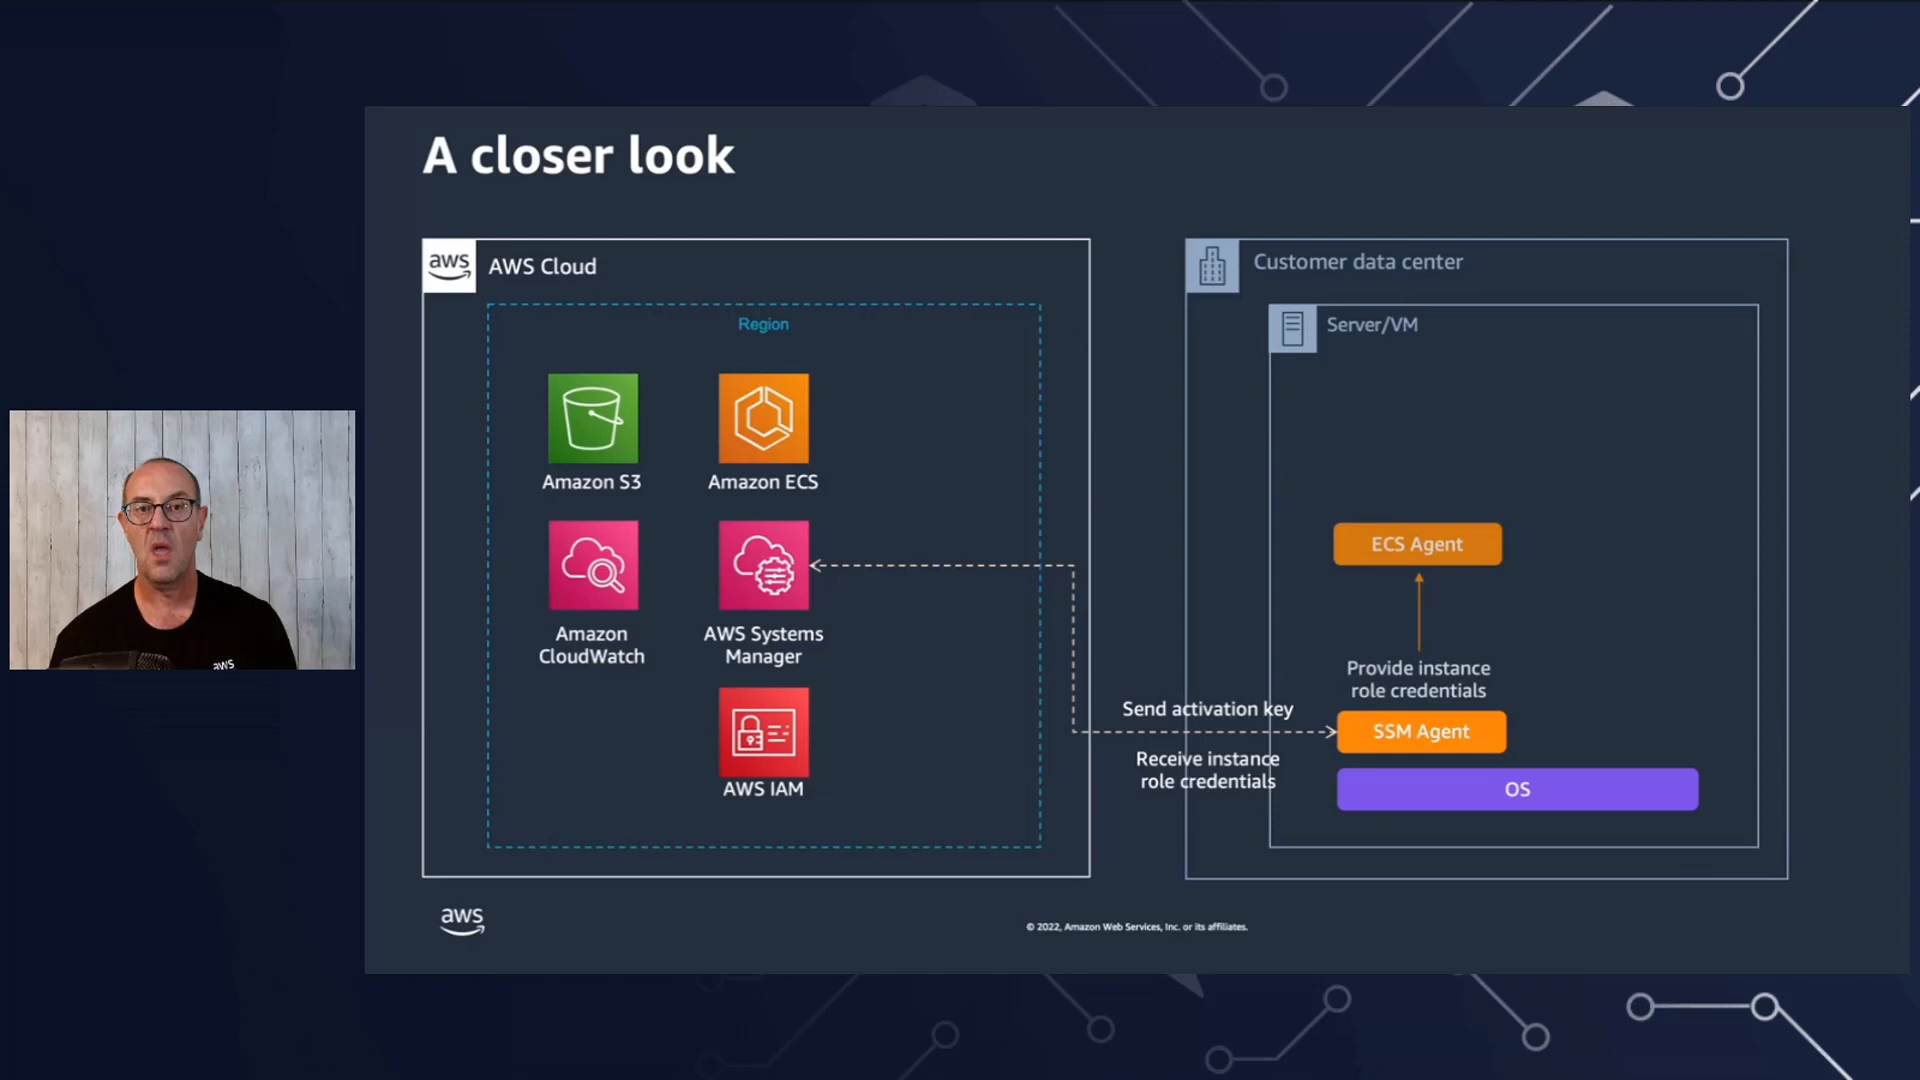 A closer look
aws
AWS Cloud
Region
Amazon S3
Amazon ECS
Amazon
CloudWatch
AWS Systems
Manager
AWS IAM
Send activation key
Receive instance
role credentials
Customer data center
Server/VM
ECS Agent
Provide instance
role credentials
SSM Agent
OS
aws
aws
© 2022, Amazon Web Services, Inc. or its affiliates.